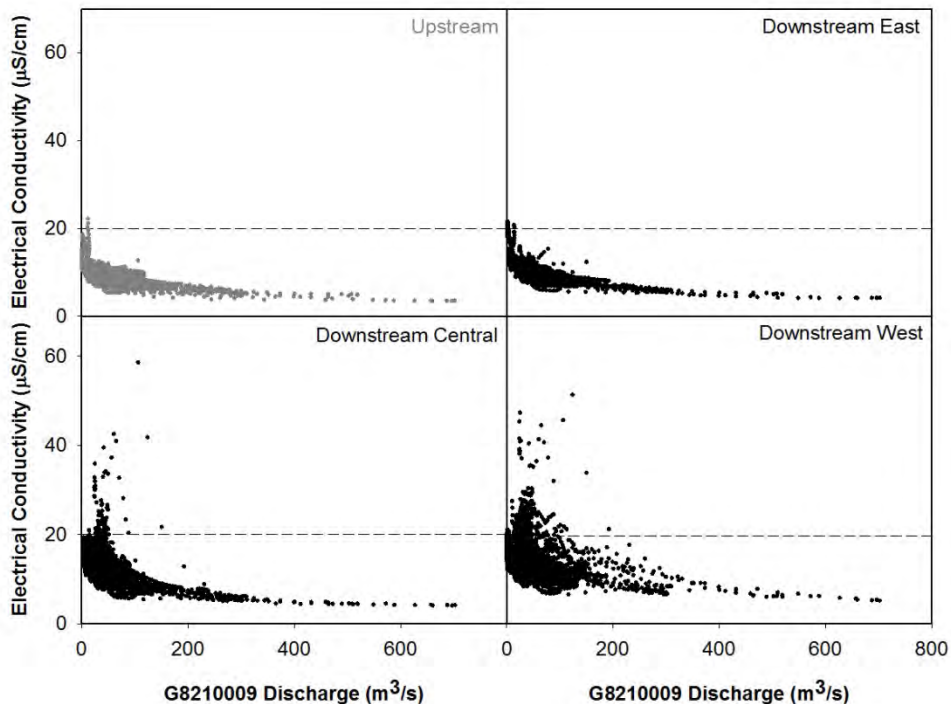 Electrical Conductivity (µS/cm)
60
40
20
0
Upstream
Downstream East
Electrical Conductivity (µS/cm)
60
40
20
0
Downstream Central
Downstream West
0 200 400 600
0 200 400 600 800
G8210009 Discharge (m³/s)
G8210009 Discharge (m³/s)